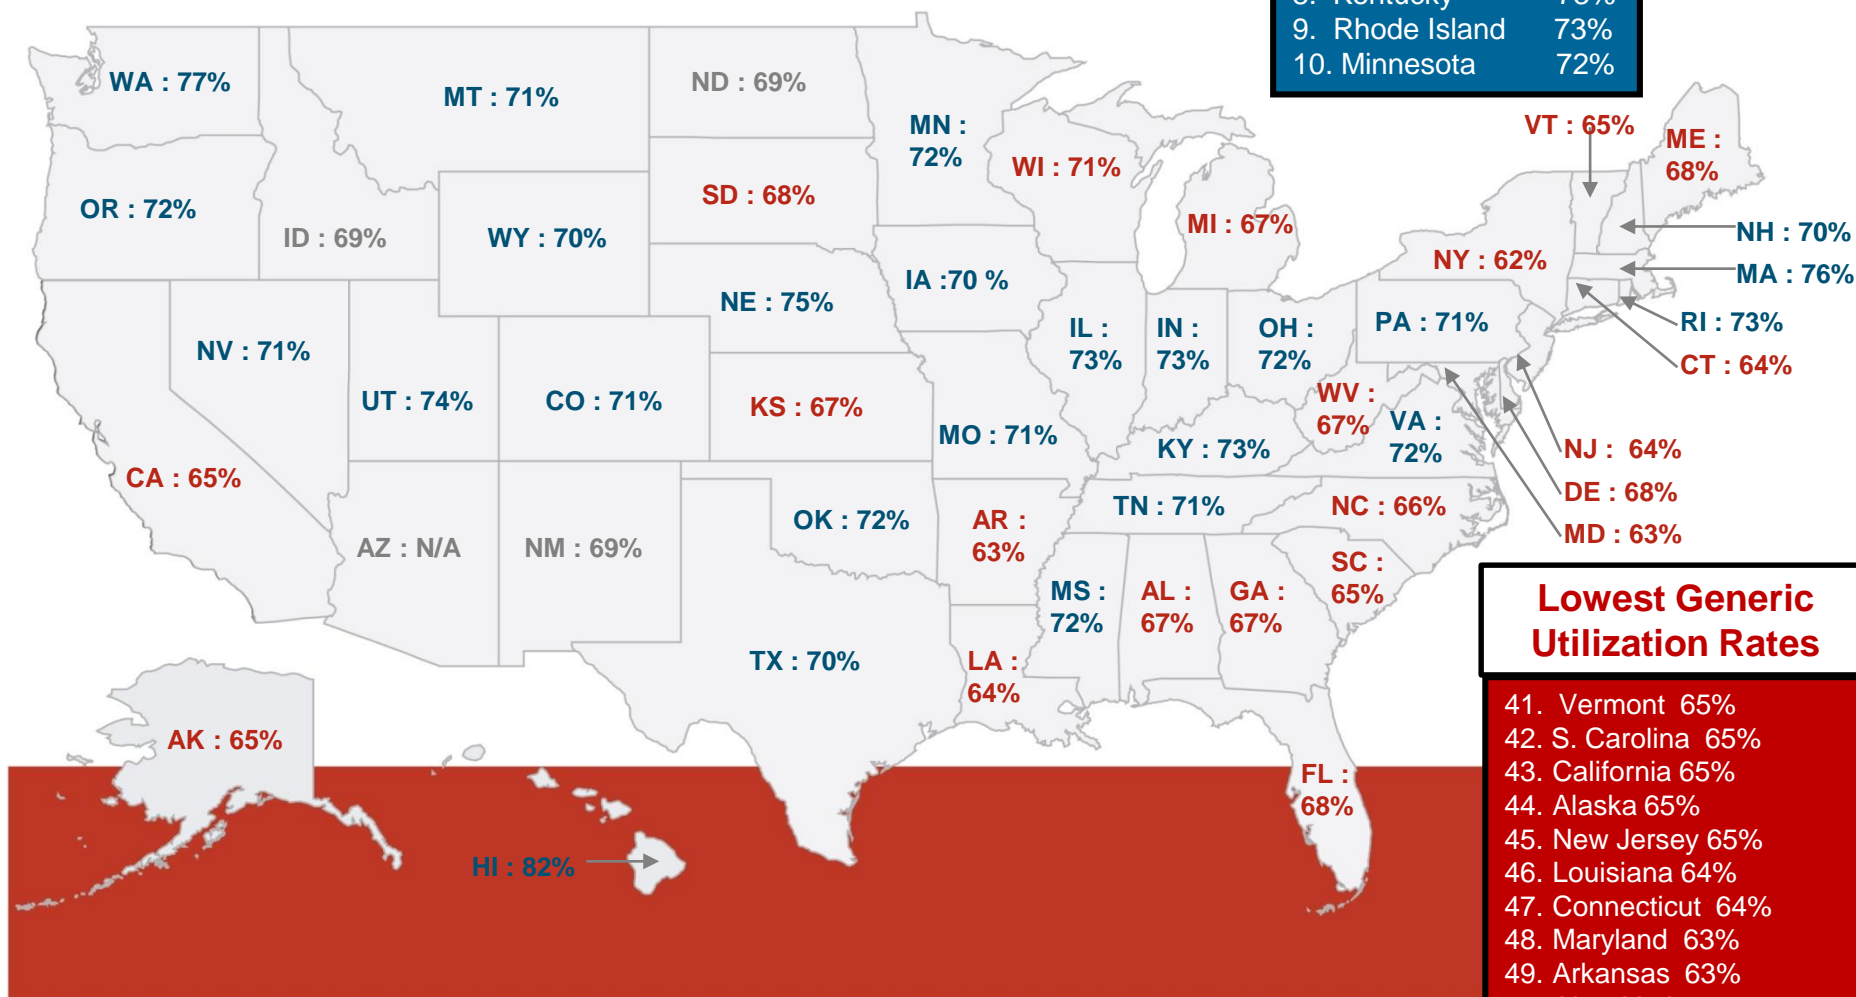 8. Kentucky 73%
9. Rhode Island 73%
10. Minnesota 72%
WA : 77%
MT : 71%
ND : 69%
MN :
72%
VT : 65%
ME :
68%
WI : 71%
SD : 68%
OR : 72%
ID : 69%
WY : 70%
MI : 67%
NH : 70%
NY : 62%
MA : 76%
IA :70 %
NE : 75%
RI : 73%
IL :
73%
IN :
73%
OH :
72%
PA : 71%
NV : 71%
CT : 64%
UT : 74%
CO : 71%
KS : 67%
WV :
67%
VA :
72%
MO : 71%
KY : 73%
NJ : 64%
CA : 65%
DE : 68%
TN : 71%
NC : 66%
OK : 72%
AR :
63%
MD : 63%
AZ : N/A
NM : 69%
SC :
65%
MS :
72%
AL :
67%
GA :
67%
Lowest Generic
Utilization Rates
TX : 70%
LA :
64%
41. Vermont 65%
42. S. Carolina 65%
43. California 65%
44. Alaska 65%
45. New Jersey 65%
46. Louisiana 64%
47. Connecticut 64%
48. Maryland 63%
49. Arkansas 63%
AK : 65%
FL :
68%
HI : 82%